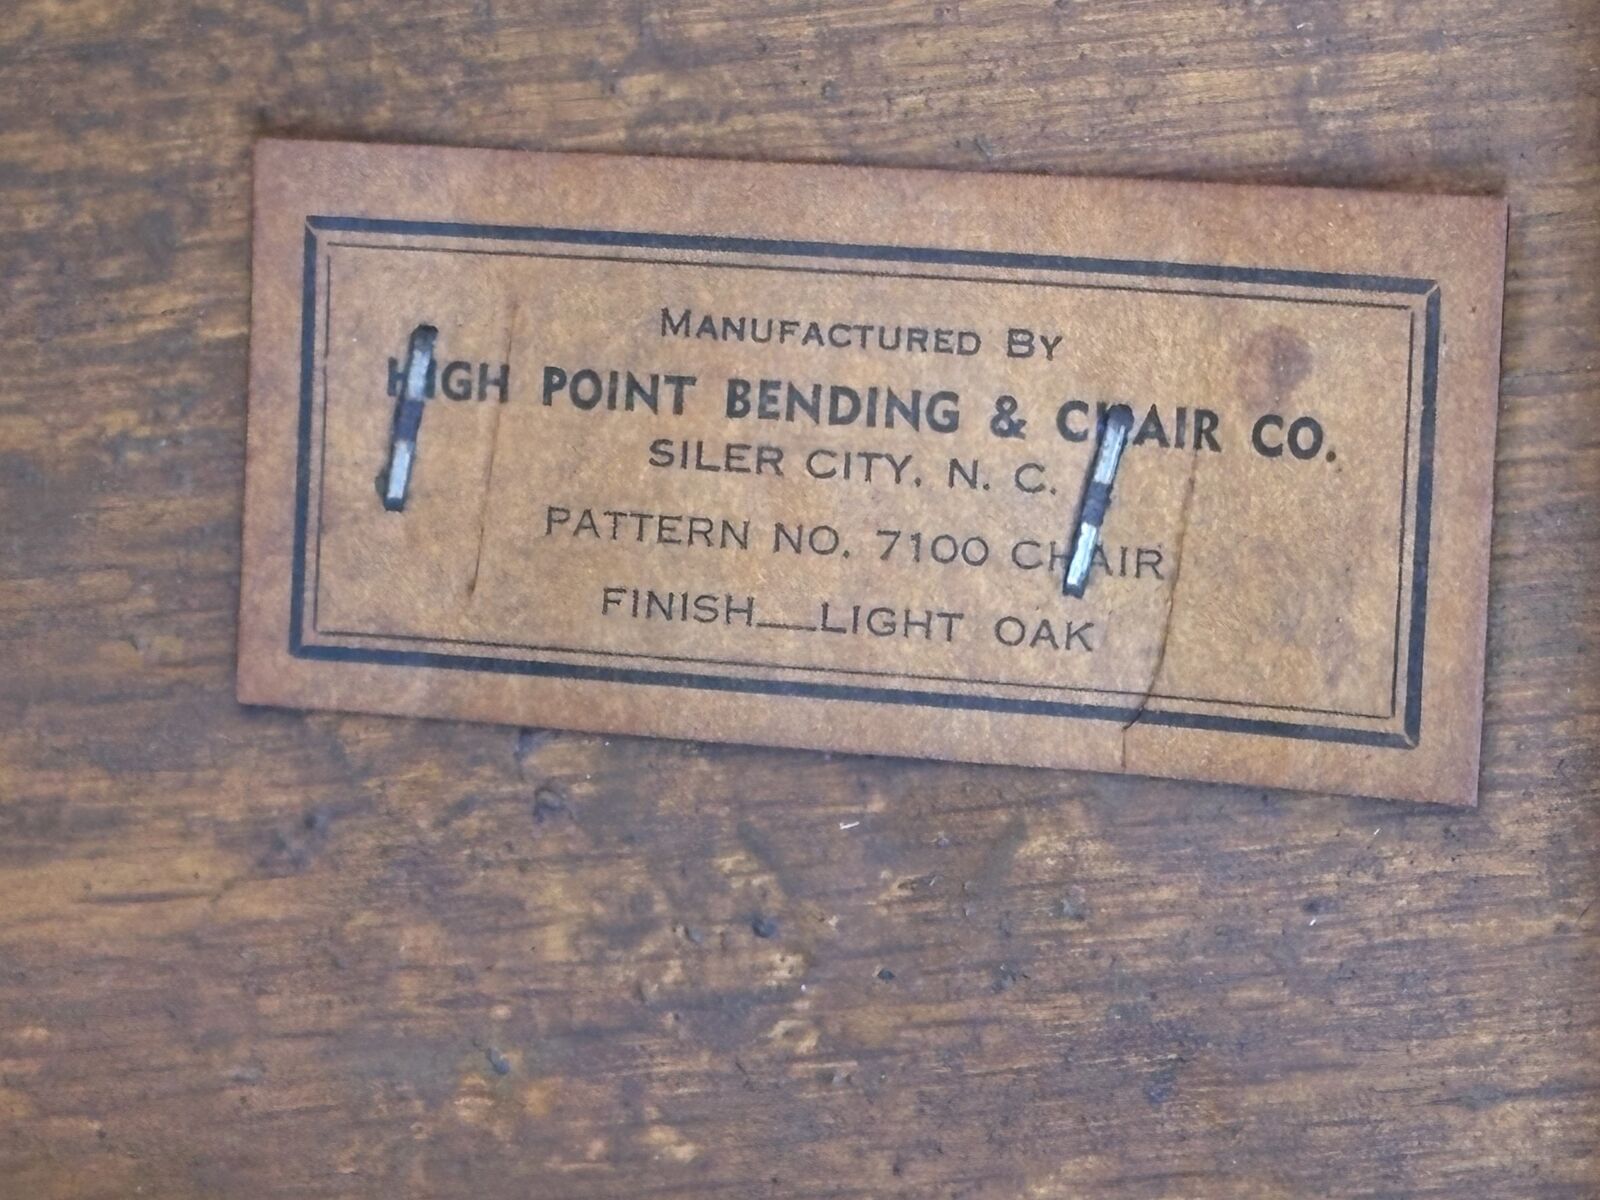 Manufactured By
HIGH POINT BENDING & CHAIR CO.
SILER CITY, N. C.
PATTERN NO. 7100 CHAIR
FINISH__LIGHT OAK